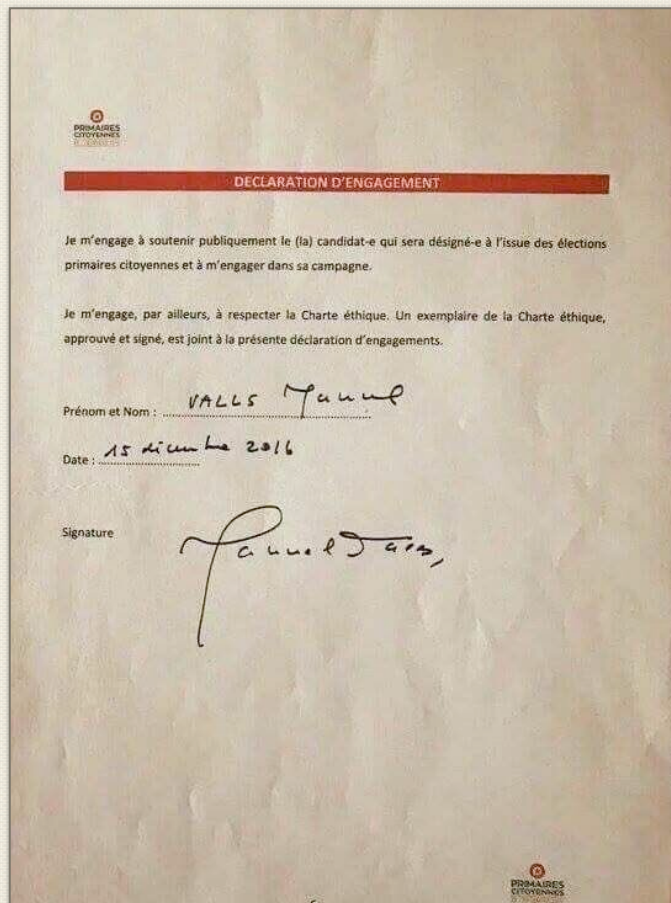 PRIMAIRES
CITOYENNES
DECLARATION D'ENGAGEMENT
Je m'engage à soutenir publiquement le (la) candidat-e qui sera désigné-e à l'issue des élections
primaires citoyennes et à m'engager dans sa campagne.
Je m'engage, par ailleurs, à respecter la Charte éthique. Un exemplaire de la Charte éthique,
approuvé et signé, est joint à la présente déclaration d'engagements.
Prénom et Nom : VALLS Manuel
Date : 15 décembre 2016
Signature
Manuel Valls
PRIMAIRES
CITOYENNES